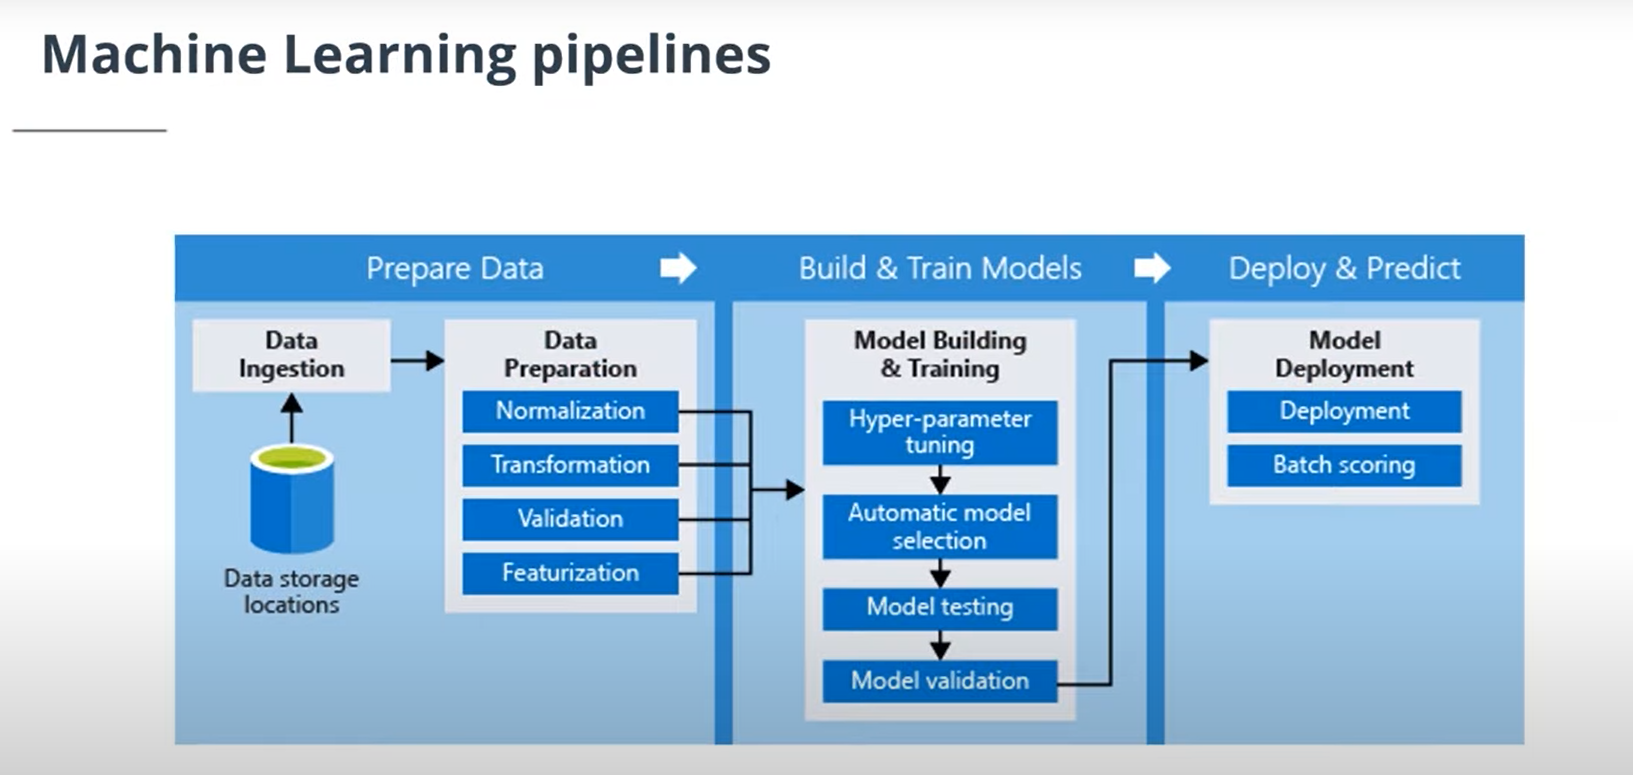 Machine Learning pipelines
Prepare Data
Build & Train Models
Deploy & Predict
Data
Ingestion
Data storage
locations
Data
Preparation
Normalization
Transformation
Validation
Featurization
Model Building
& Training
Hyper-parameter
tuning
Automatic model
selection
Model testing
Model validation
Model
Deployment
Deployment
Batch scoring